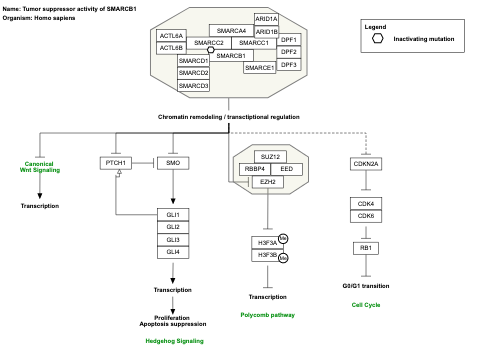 Name: Tumor suppressor activity of SMARCB1
Organism: Homo sapiens
Legend
Inactivating mutation
ARID1A
ARID1B
SMARCA4
ACTL6A
ACTL6B
SMARCC2
SMARCC1
DPF1
DPF2
DPF3
SMARCB1
SMARCD1
SMARCD2
SMARCD3
SMARCE1
Chromatin remodeling / transctiptional regulation
Canonical
Wnt Signaling
Transcription
PTCH1
SMO
GLI1
GLI2
GLI3
GLI4
Transcription
Proliferation
Apoptosis suppression
Hedgehog Signaling
SUZ12
RBBP4
EED
EZH2
H3F3A
Me
H3F3B
Me
Transcription
Polycomb pathway
CDKN2A
CDK4
CDK6
RB1
G0/G1 transition
Cell Cycle